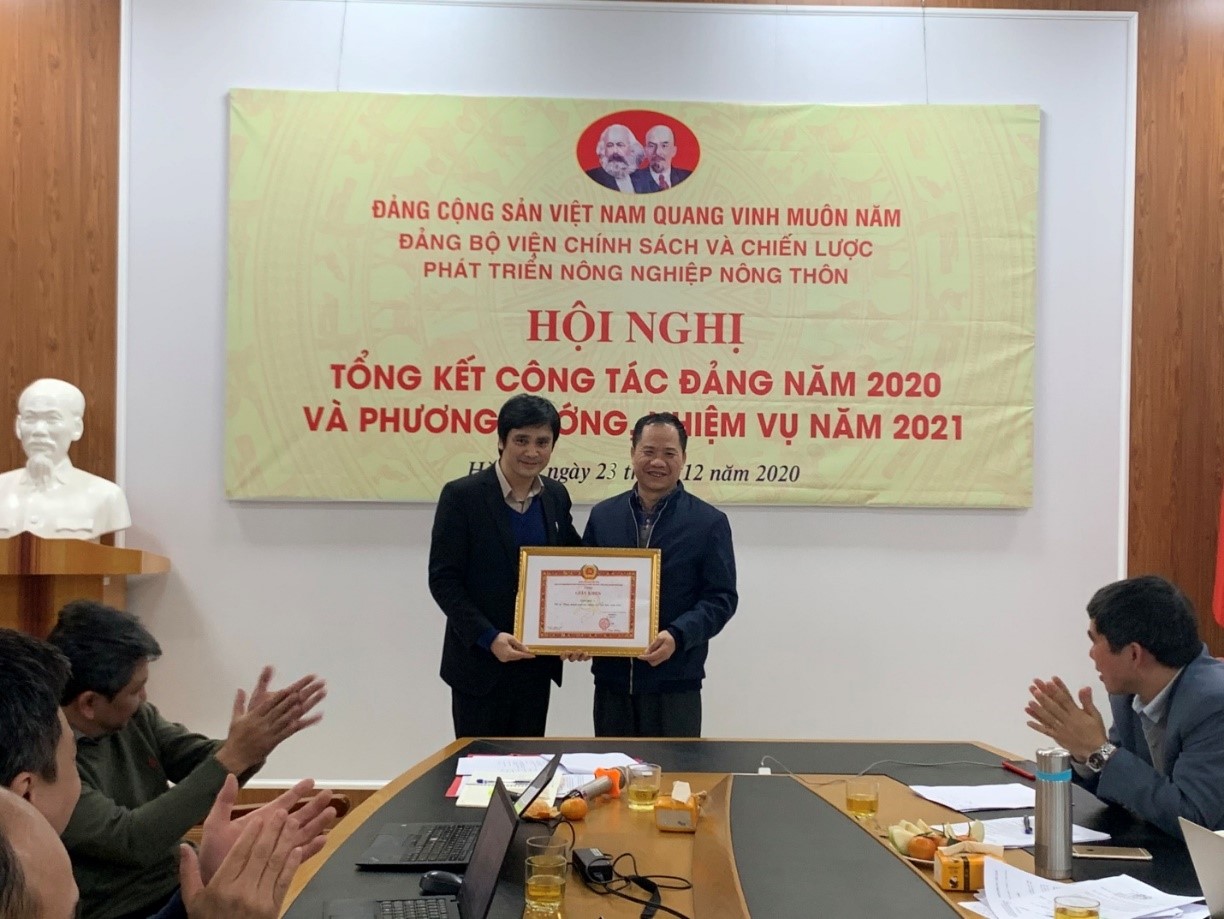 ĐẢNG CỘNG SẢN VIỆT NAM QUANG VINH MUÔN NĂM
ĐẢNG BỘ VIỆN CHÍNH SÁCH VÀ CHIẾN LƯỢC
PHÁT TRIỂN NÔNG NGHIỆP NÔNG THÔN
HỘI NGHỊ
TỔNG KẾT CÔNG TÁC ĐẢNG NĂM 2020
VÀ PHƯƠNG NHIỆM VỤ NĂM 2021
ngày 23 12 năm 2020
GIẤY KHEN